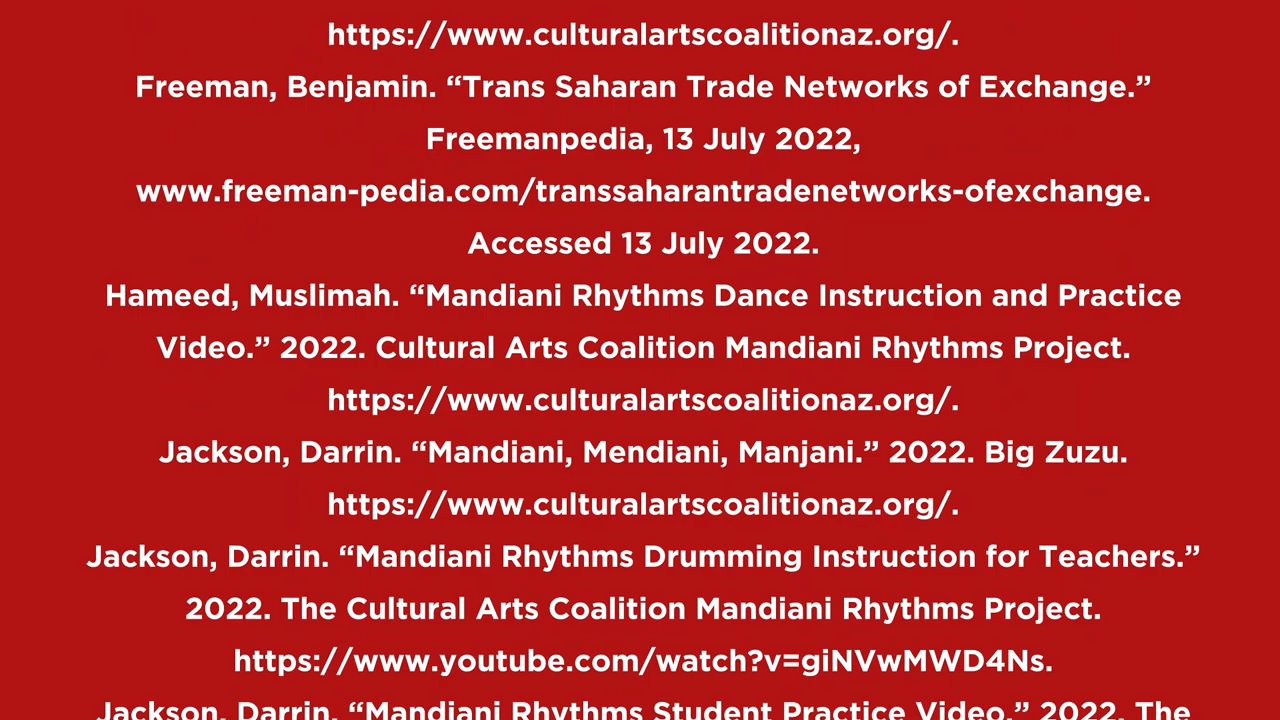 https://www.culturalartscoalitionaz.org/.
Freeman, Benjamin. “Trans Saharan Trade Networks of Exchange.”
Freemanpedia, 13 July 2022,
www.freeman-pedia.com/transsaharantradenetworks-ofexchange.
Accessed 13 July 2022.
Hameed, Muslimah. “Mandiani Rhythms Dance Instruction and Practice
Video.” 2022. Cultural Arts Coalition Mandiani Rhythms Project.
https://www.culturalartscoalitionaz.org/.
Jackson, Darrin. “Mandiani, Mendiani, Manjani.” 2022. Big Zuzu.
https://www.culturalartscoalitionaz.org/.
Jackson, Darrin. “Mandiani Rhythms Drumming Instruction for Teachers.”
2022. The Cultural Arts Coalition Mandiani Rhythms Project.
https://www.youtube.com/watch?v=giNVwMWD4Ns.
Jackson, Darrin. “Mandiani Rhythms Student Practice Video.” 2022. The